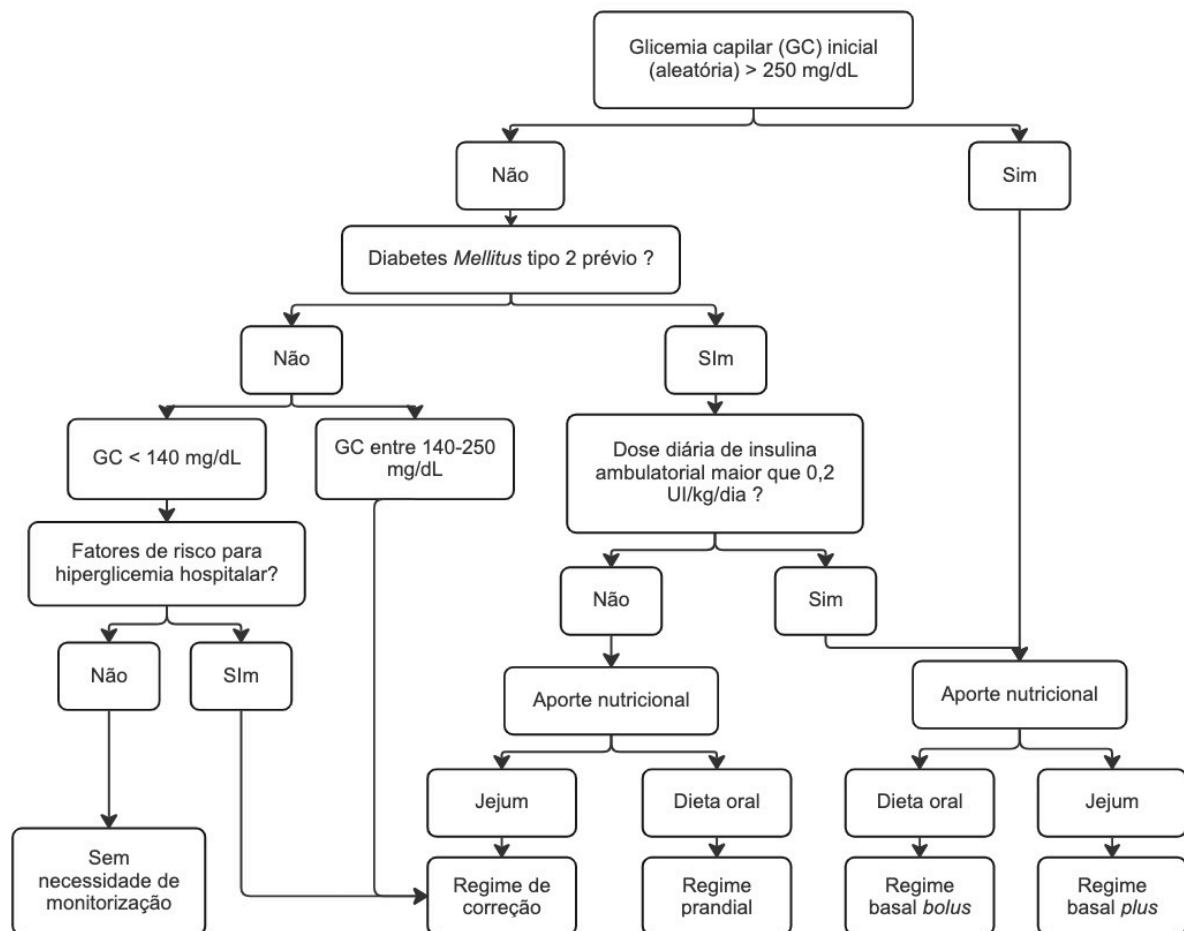 Glicemia capilar (GC) inicial
(aleatória) > 250 mg/dL
Não
Sim
Diabetes Mellitus tipo 2 prévio ?
Não
SIm
GC < 140 mg/dL
GC entre 140-250
mg/dL
Dose diária de insulina
ambulatorial maior que 0,2
UI/kg/dia ?
Fatores de risco para
hiperglicemia hospitalar?
Não
Sim
Não
SIm
Aporte nutricional
Aporte nutricional
Jejum
Dieta oral
Dieta oral
Jejum
Sem
necessidade de
monitorização
Regime de
correção
Regime
prandial
Regime
basal bolus
Regime
basal plus